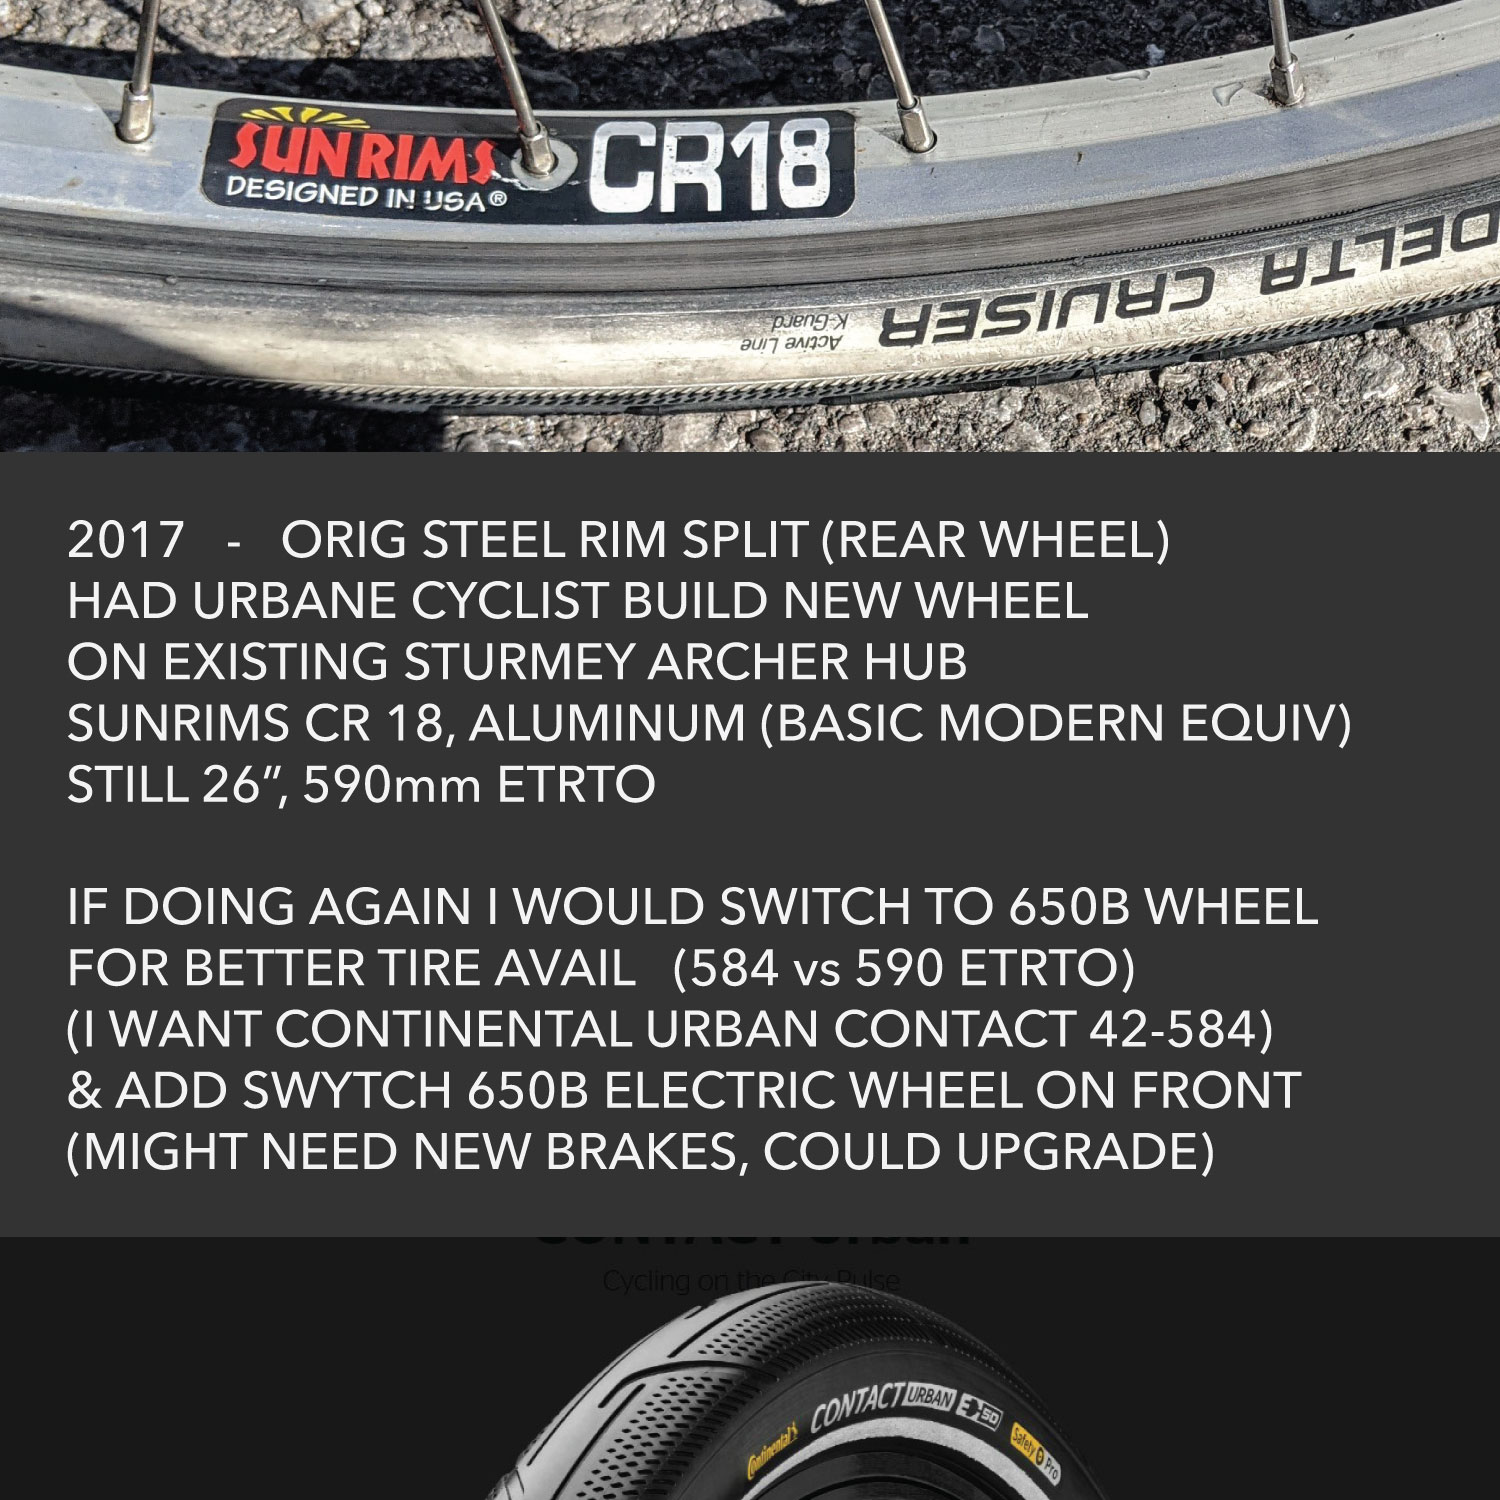 SUNRIMS CR18
DESIGNED IN USA®
DELTA CRUISER
Active Line
K-Guard
2017 - ORIG STEEL RIM SPLIT (REAR WHEEL)
HAD URBANE CYCLIST BUILD NEW WHEEL
ON EXISTING STURMEY ARCHER HUB
SUNRIMS CR 18, ALUMINUM (BASIC MODERN EQUIV)
STILL 26”, 590mm ETRTO
IF DOING AGAIN I WOULD SWITCH TO 650B WHEEL
FOR BETTER TIRE AVAIL (584 vs 590 ETRTO)
(I WANT CONTINENTAL URBAN CONTACT 42-584)
& ADD SWYTCH 650B ELECTRIC WHEEL ON FRONT
(MIGHT NEED NEW BRAKES, COULD UPGRADE)
CONTACT Urban
Cycling on the City Pulse
Continental CONTACT URBAN E50 Safety Pro